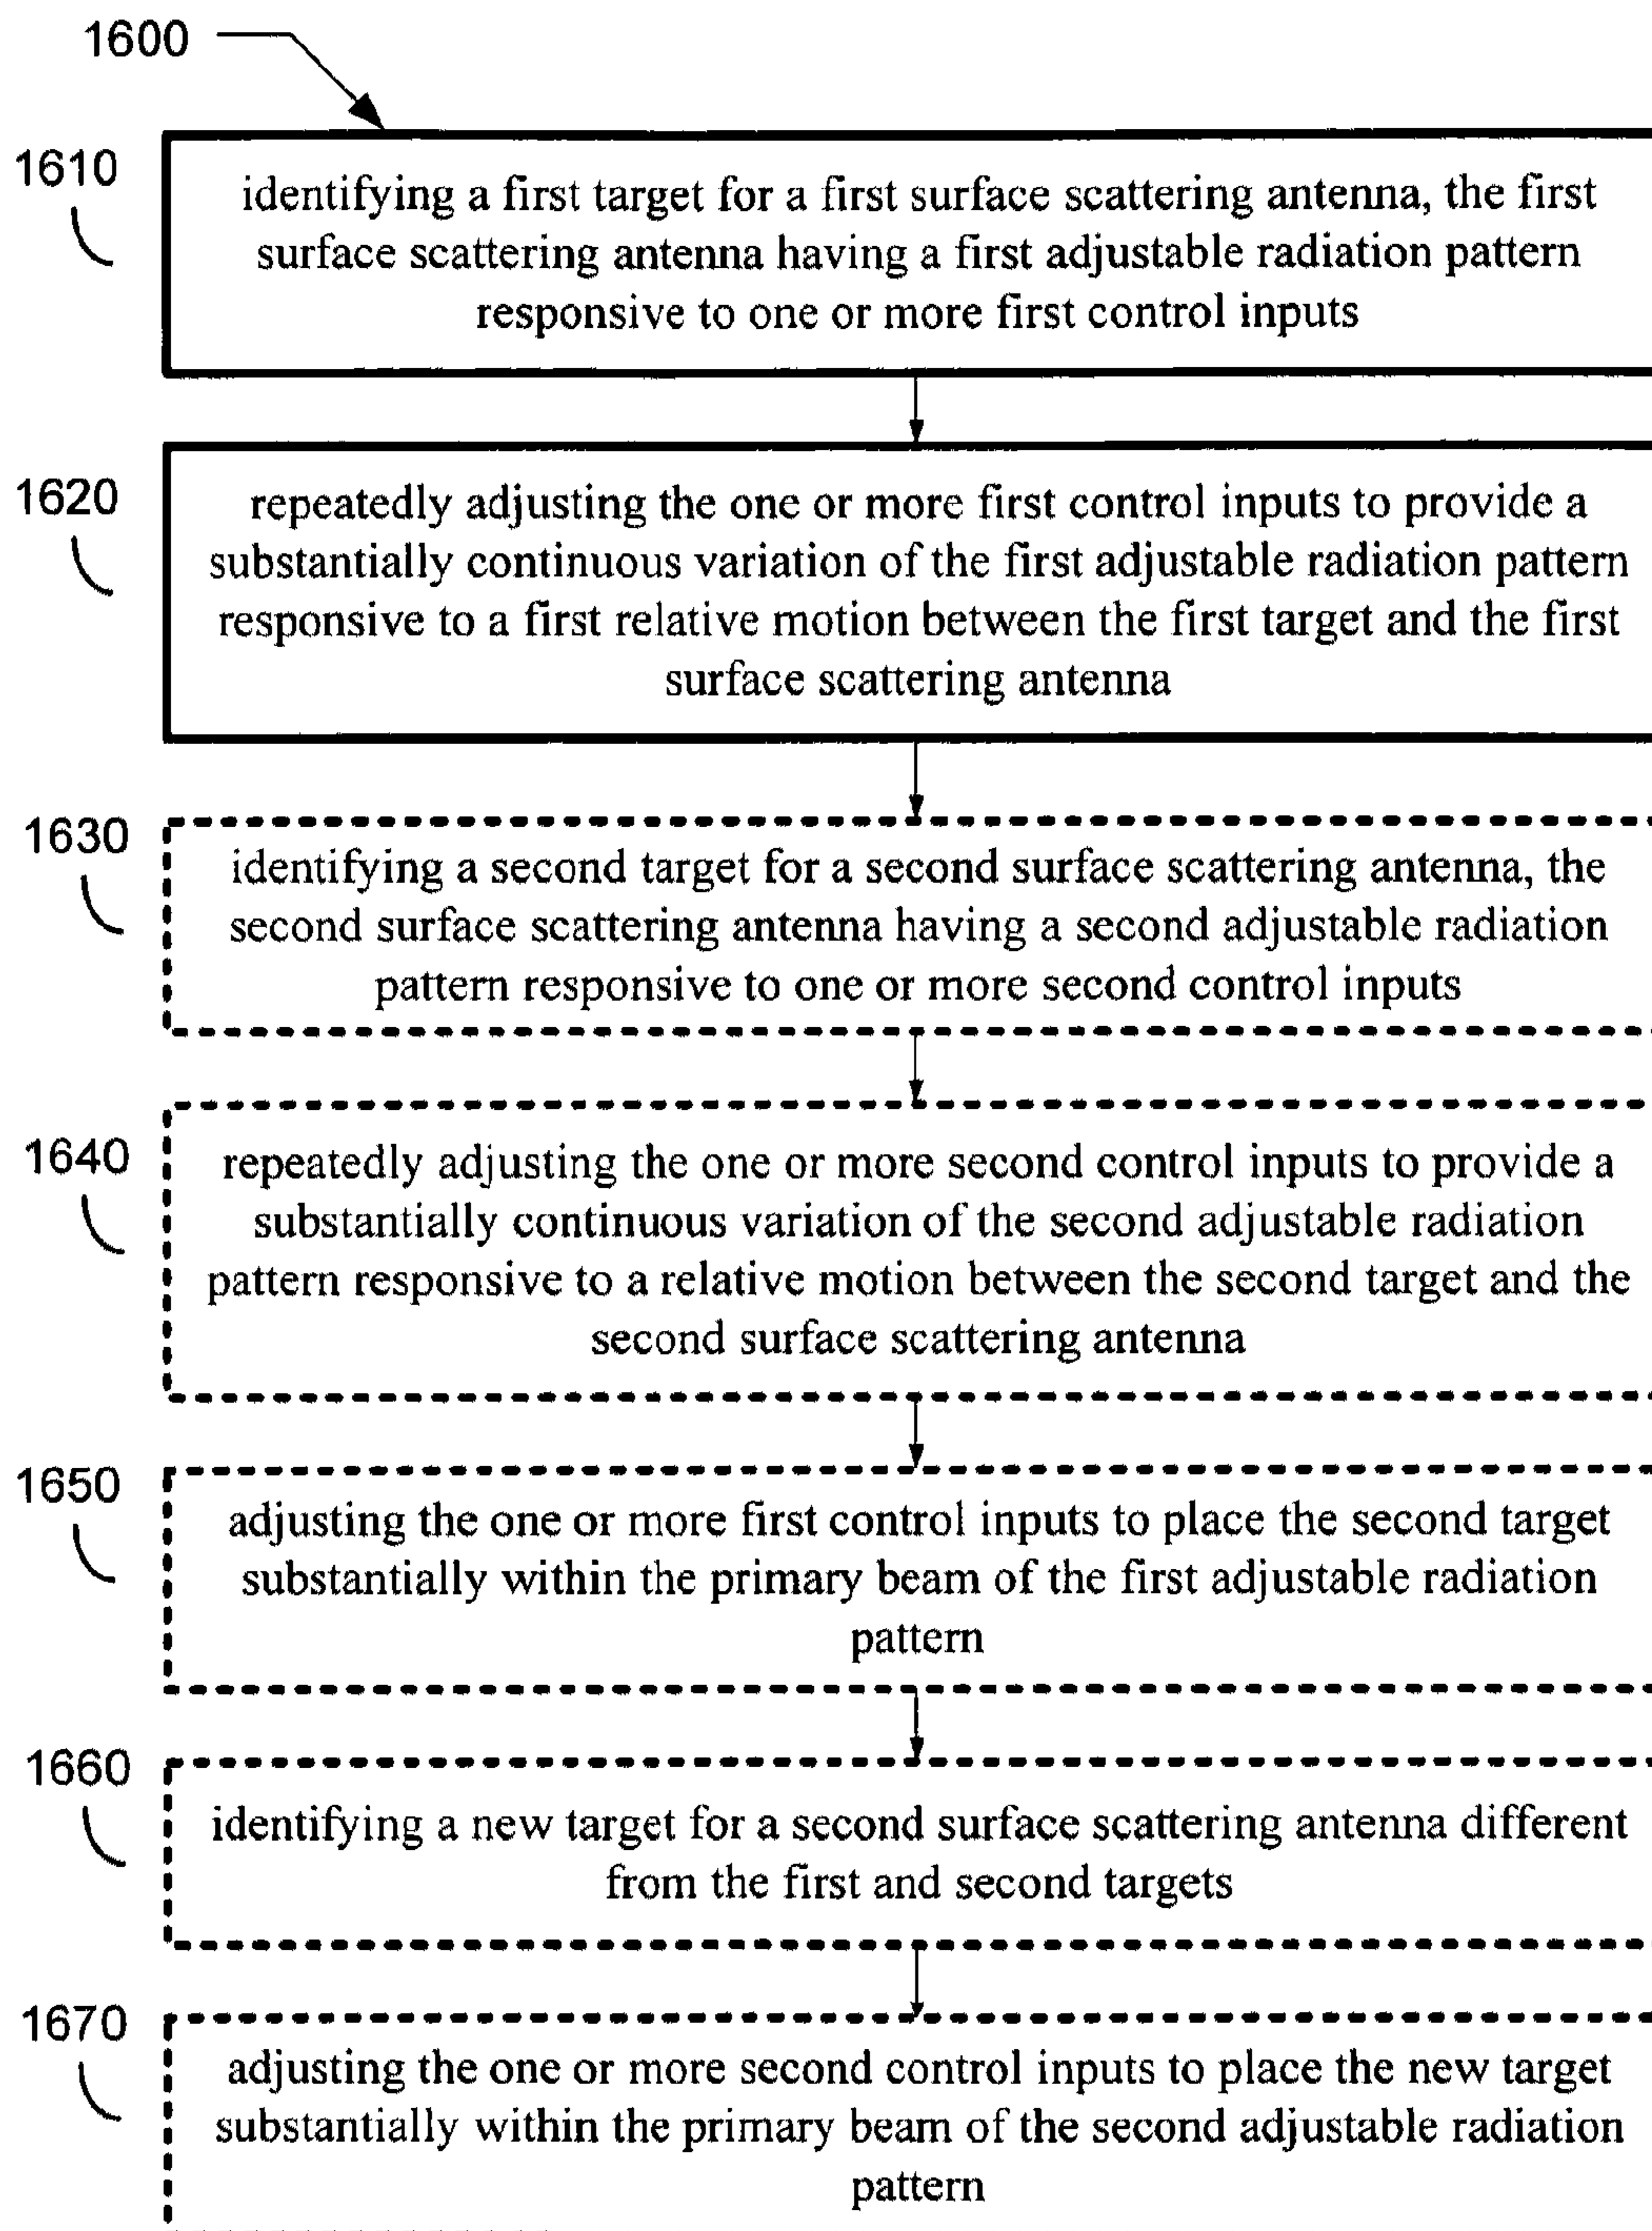 1600
1610
identifying a first target for a first surface scattering antenna, the first
surface scattering antenna having a first adjustable radiation pattern
responsive to one or more first control inputs
1620
repeatedly adjusting the one or more first control inputs to provide a
substantially continuous variation of the first adjustable radiation pattern
responsive to a first relative motion between the first target and the first
surface scattering antenna
1630
identifying a second target for a second surface scattering antenna, the
second surface scattering antenna having a second adjustable radiation
pattern responsive to one or more second control inputs
1640
repeatedly adjusting the one or more second control inputs to provide a
substantially continuous variation of the second adjustable radiation
pattern responsive to a relative motion between the second target and the
second surface scattering antenna
1650
adjusting the one or more first control inputs to place the second target
substantially within the primary beam of the first adjustable radiation
pattern
1660
identifying a new target for a second surface scattering antenna different
from the first and second targets
1670
adjusting the one or more second control inputs to place the new target
substantially within the primary beam of the second adjustable radiation
pattern